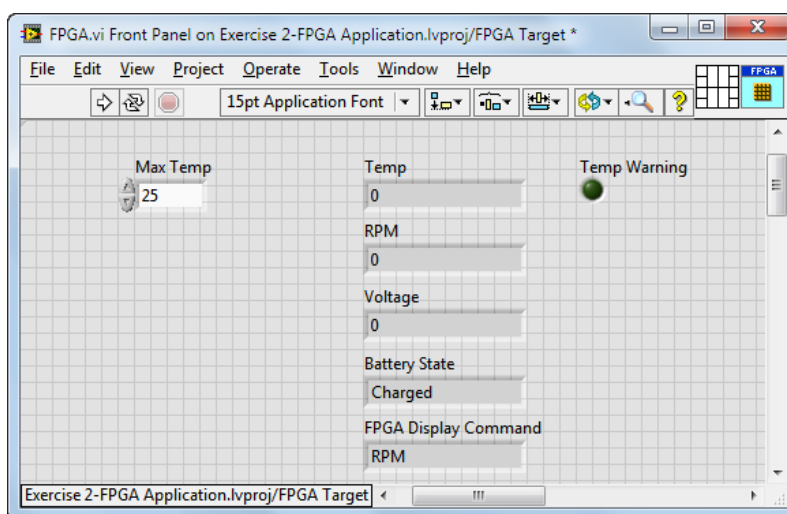 FPGA.vi Front Panel on Exercise 2-FPGA Application.lvproj/FPGA Target *
File Edit View Project Operate Tools Window Help
15pt Application Font
FPGA
Max Temp
25
Temp
0
Temp Warning
RPM
0
Voltage
0
Battery State
Charged
FPGA Display Command
RPM
Exercise 2-FPGA Application.lvproj/FPGA Target